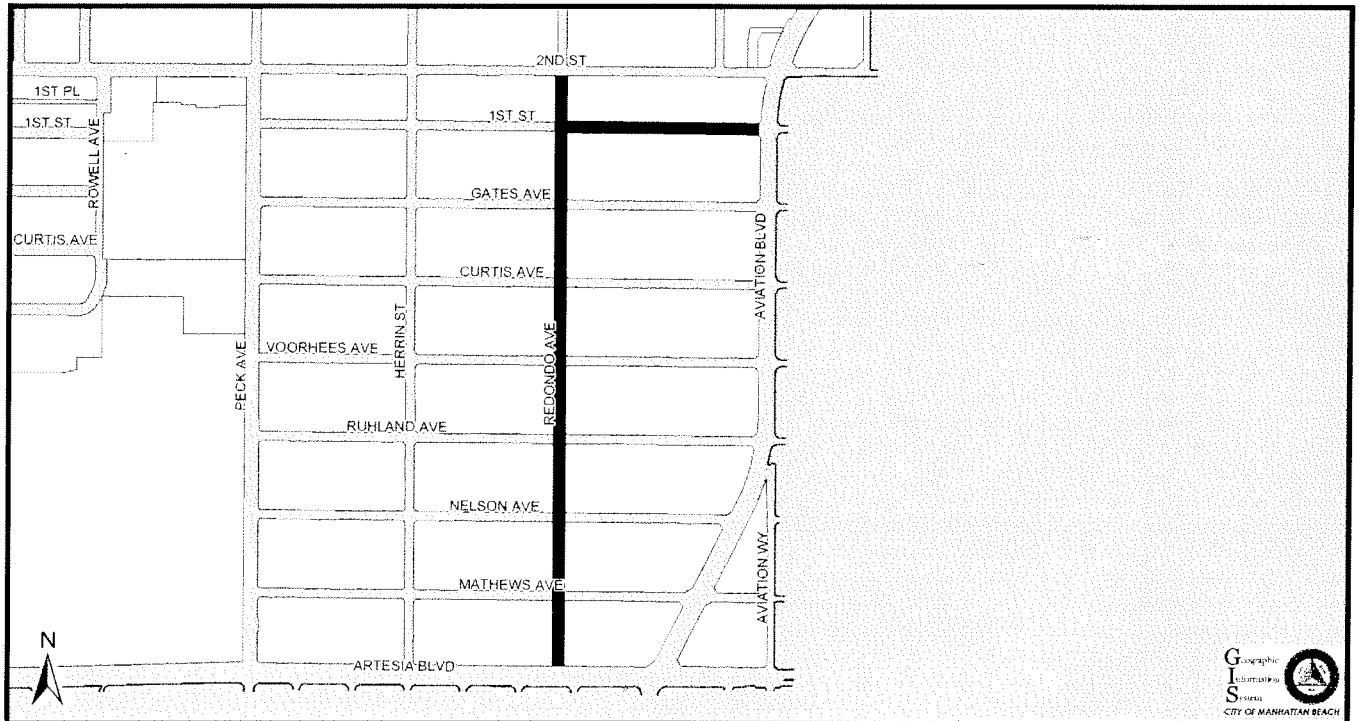 2ND ST
1ST PL
1ST ST
1ST ST
ROWELL AVE
GATES AVE
CURTIS AVE
CURTIS AVE
AVIATION BLVD
HERRIN ST
VOORHEES AVE
PECK AVE
REDONDO AVE
RUHLAND AVE
NELSON AVE
MATHEWS AVE
AVIATION WY
N
ARTESIA BLVD
Geographic
Information
System
CITY OF MANHATTAN BEACH